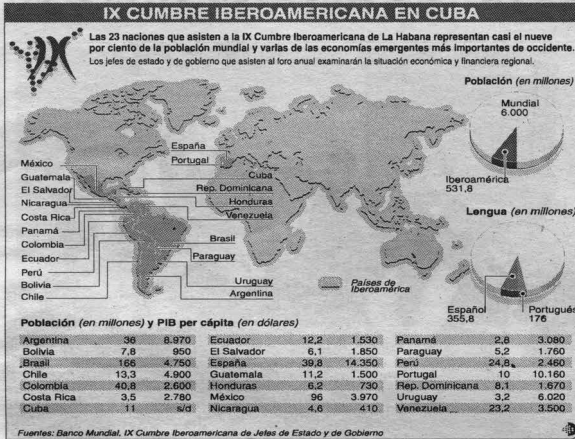 IX CUMBRE IBEROAMERICANA EN CUBA
Las 23 naciones que asisten a la IX Cumbre Iberoamericana de La Habana representan casi el nueve
por ciento de la población mundial y varias de las economías emergentes más importantes de occidente.
Los jefes de estado y de gobierno que asisten al foro anual examinarán la situación económica y financiera regional.
Población (en millones)
Mundial
6.000
Iberoamérica
531,8
Lengua (en millones)
Español
355,8
Portugués
176
España
Portugal
México
Guatemala
El Salvador
Nicaragua
Costa Rica
Panamá
Colombia
Ecuador
Perú
Bolivia
Chile
Cuba
Rep. Dominicana
Honduras
Venezuela
Brasil
Paraguay
Uruguay
Argentina
Países de
Iberoamérica
Población (en millones) y PIB per cápita (en dólares)
Argentina 36 8.970
Bolivia 7,8 950
Brasil 166 4.750
Chile 13,3 4.900
Colombia 40,8 2.600
Costa Rica 3,5 2.780
Cuba 11 s/d
Ecuador 12,2 1.530
El Salvador 6,1 1.850
España 39,8 14.350
Guatemala 11,2 1.500
Honduras 6,2 730
México 96 3.970
Nicaragua 4,6 410
Panamá 2,8 3.080
Paraguay 5,2 1.760
Perú 24,8 2.460
Portugal 10 10.160
Rep. Dominicana 8,1 1.670
Uruguay 3,2 6.020
Venezuela 23,2 3.500
Fuentes: Banco Mundial, IX Cumbre Iberoamericana de Jefes de Estado y de Gobierno